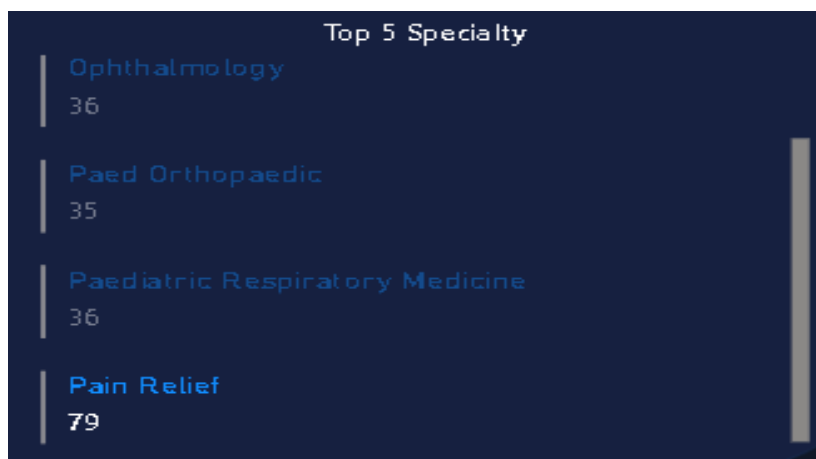 Top 5 Specialty
Ophthalmology
36
Paed Orthopaedic
35
Paediatric Respiratory Medicine
36
Pain Relief
79